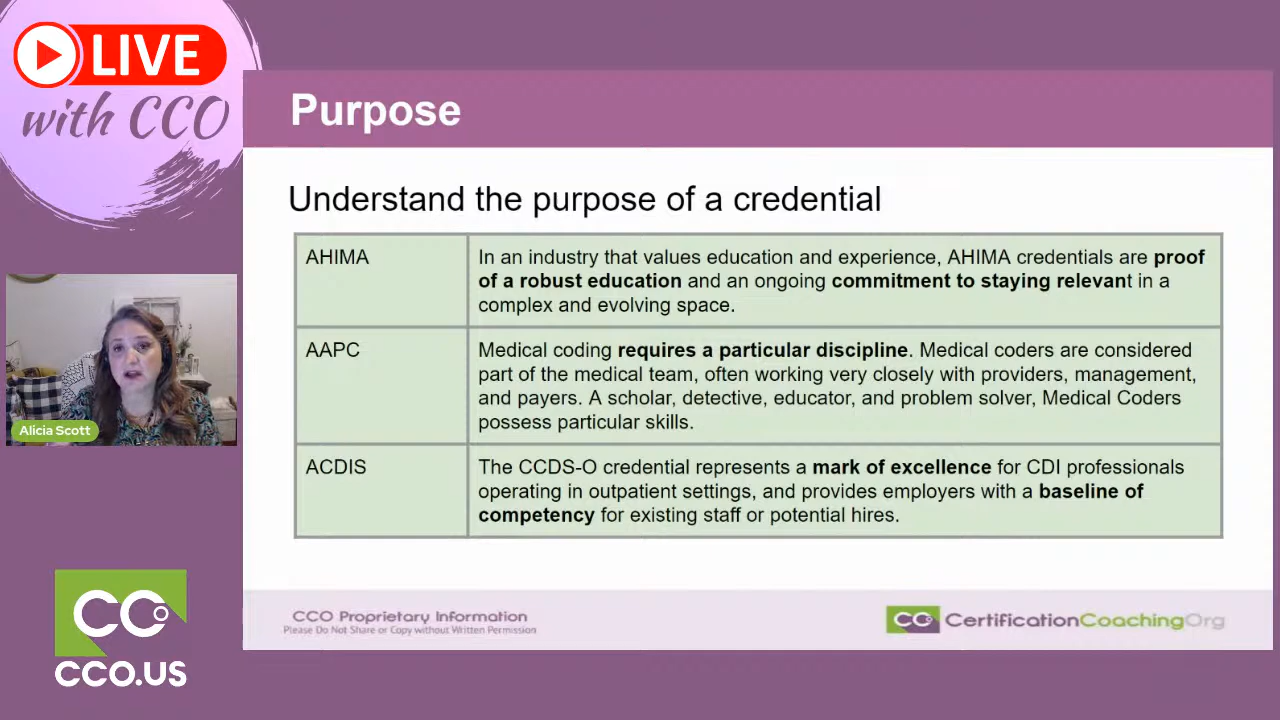 LIVE
with CCO
Purpose
Understand the purpose of a credential
AHIMA
In an industry that values education and experience, AHIMA credentials are proof
of a robust education and an ongoing commitment to staying relevant in a
complex and evolving space.
AAPC
Medical coding requires a particular discipline. Medical coders are considered
part of the medical team, often working very closely with providers, management,
and payers. A scholar, detective, educator, and problem solver, Medical Coders
possess particular skills.
ACDIS
The CCDS-O credential represents a mark of excellence for CDI professionals
operating in outpatient settings, and provides employers with a baseline of
competency for existing staff or potential hires.
Alicia Scott
CCO
CCO.US
CCO Proprietary Information
Please Do Not Share or Copy without Written Permission
CCO CertificationCoachingOrg